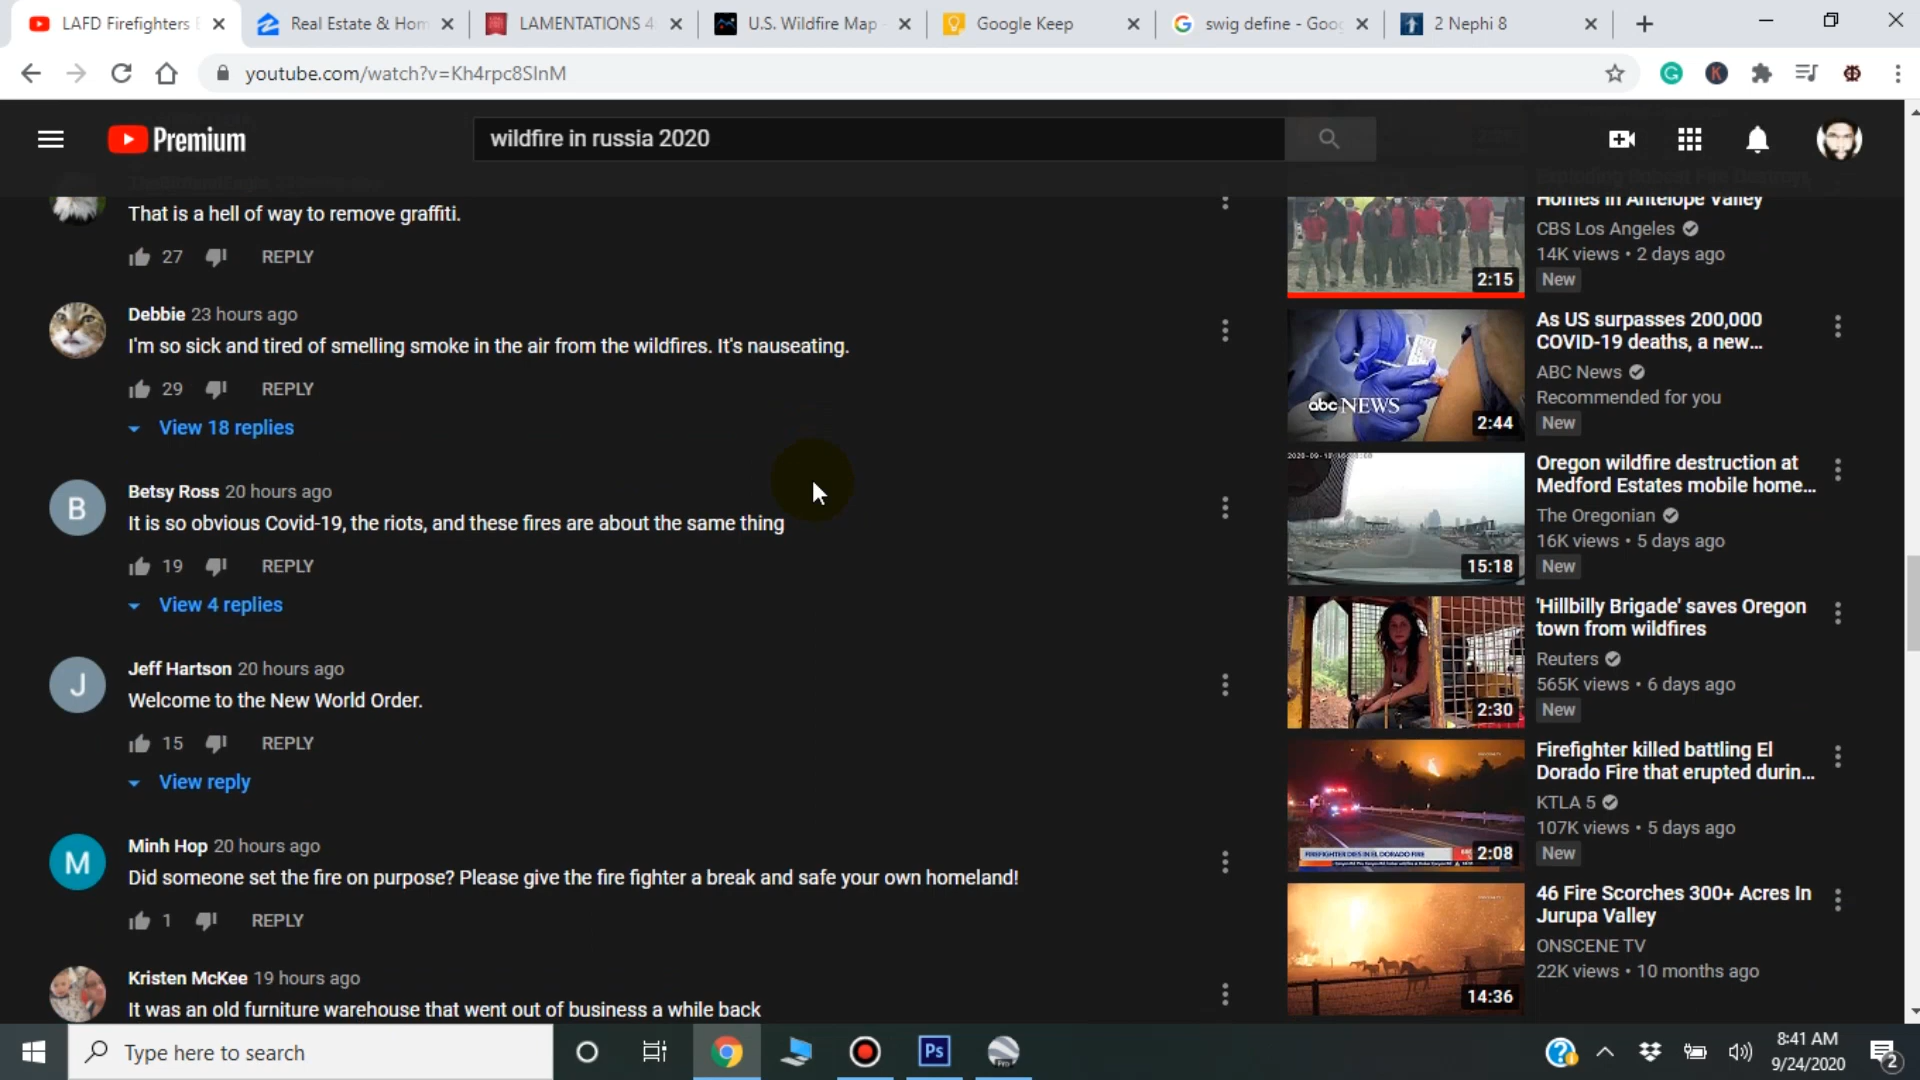 LAFD Firefighters
Real Estate & Hom
LAMENTATIONS 4
U.S. Wildfire Map
Google Keep
swig define - Goo
2 Nephi 8
youtube.com/watch?v=Kh4rpc8SlnM
Premium
wildfire in russia 2020
That is a hell of way to remove graffiti.
27 REPLY
Debbie 23 hours ago
I'm so sick and tired of smelling smoke in the air from the wildfires. It's nauseating.
29 REPLY
View 18 replies
B
Betsy Ross 20 hours ago
It is so obvious Covid-19, the riots, and these fires are about the same thing
19 REPLY
View 4 replies
J
Jeff Hartson 20 hours ago
Welcome to the New World Order.
15 REPLY
View reply
M
Minh Hop 20 hours ago
Did someone set the fire on purpose? Please give the fire fighter a break and safe your own homeland!
1 REPLY
Kristen McKee 19 hours ago
It was an old furniture warehouse that went out of business a while back
Homes in Antelope Valley
CBS Los Angeles
14K views • 2 days ago
New
2:15
As US surpasses 200,000
COVID-19 deaths, a new...
ABC News
Recommended for you
New
abc NEWS
2:44
Oregon wildfire destruction at
Medford Estates mobile home...
The Oregonian
16K views • 5 days ago
New
15:18
'Hillbilly Brigade' saves Oregon
town from wildfires
Reuters
565K views • 6 days ago
New
2:30
Firefighter killed battling El
Dorado Fire that erupted durin...
KTLA 5
107K views • 5 days ago
New
FIREFIGHTER DIES IN EL DORADO FIRE
2:08
46 Fire Scorches 300+ Acres In
Jurupa Valley
ONSCENE TV
22K views • 10 months ago
14:36
Type here to search
Ps
8:41 AM
9/24/2020
2